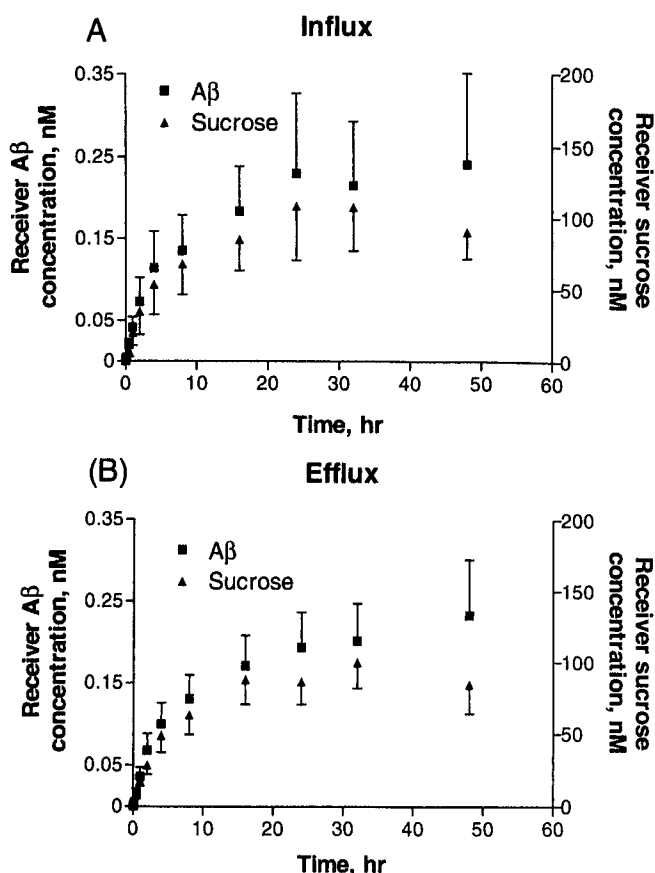 A
Influx
0.35
0.25
0.15
0.05
0
Receiver Aβ
concentration, nM
Aβ
Sucrose
200
150
100
50
0
Receiver sucrose
concentration, nM
0 10 20 30 40 50 60
Time, hr
(B)
Efflux
0.35
0.25
0.15
0.05
0
Receiver Aβ
concentration, nM
Aβ
Sucrose
200
150
100
50
0
Receiver sucrose
concentration, nM
0 10 20 30 40 50 60
Time, hr